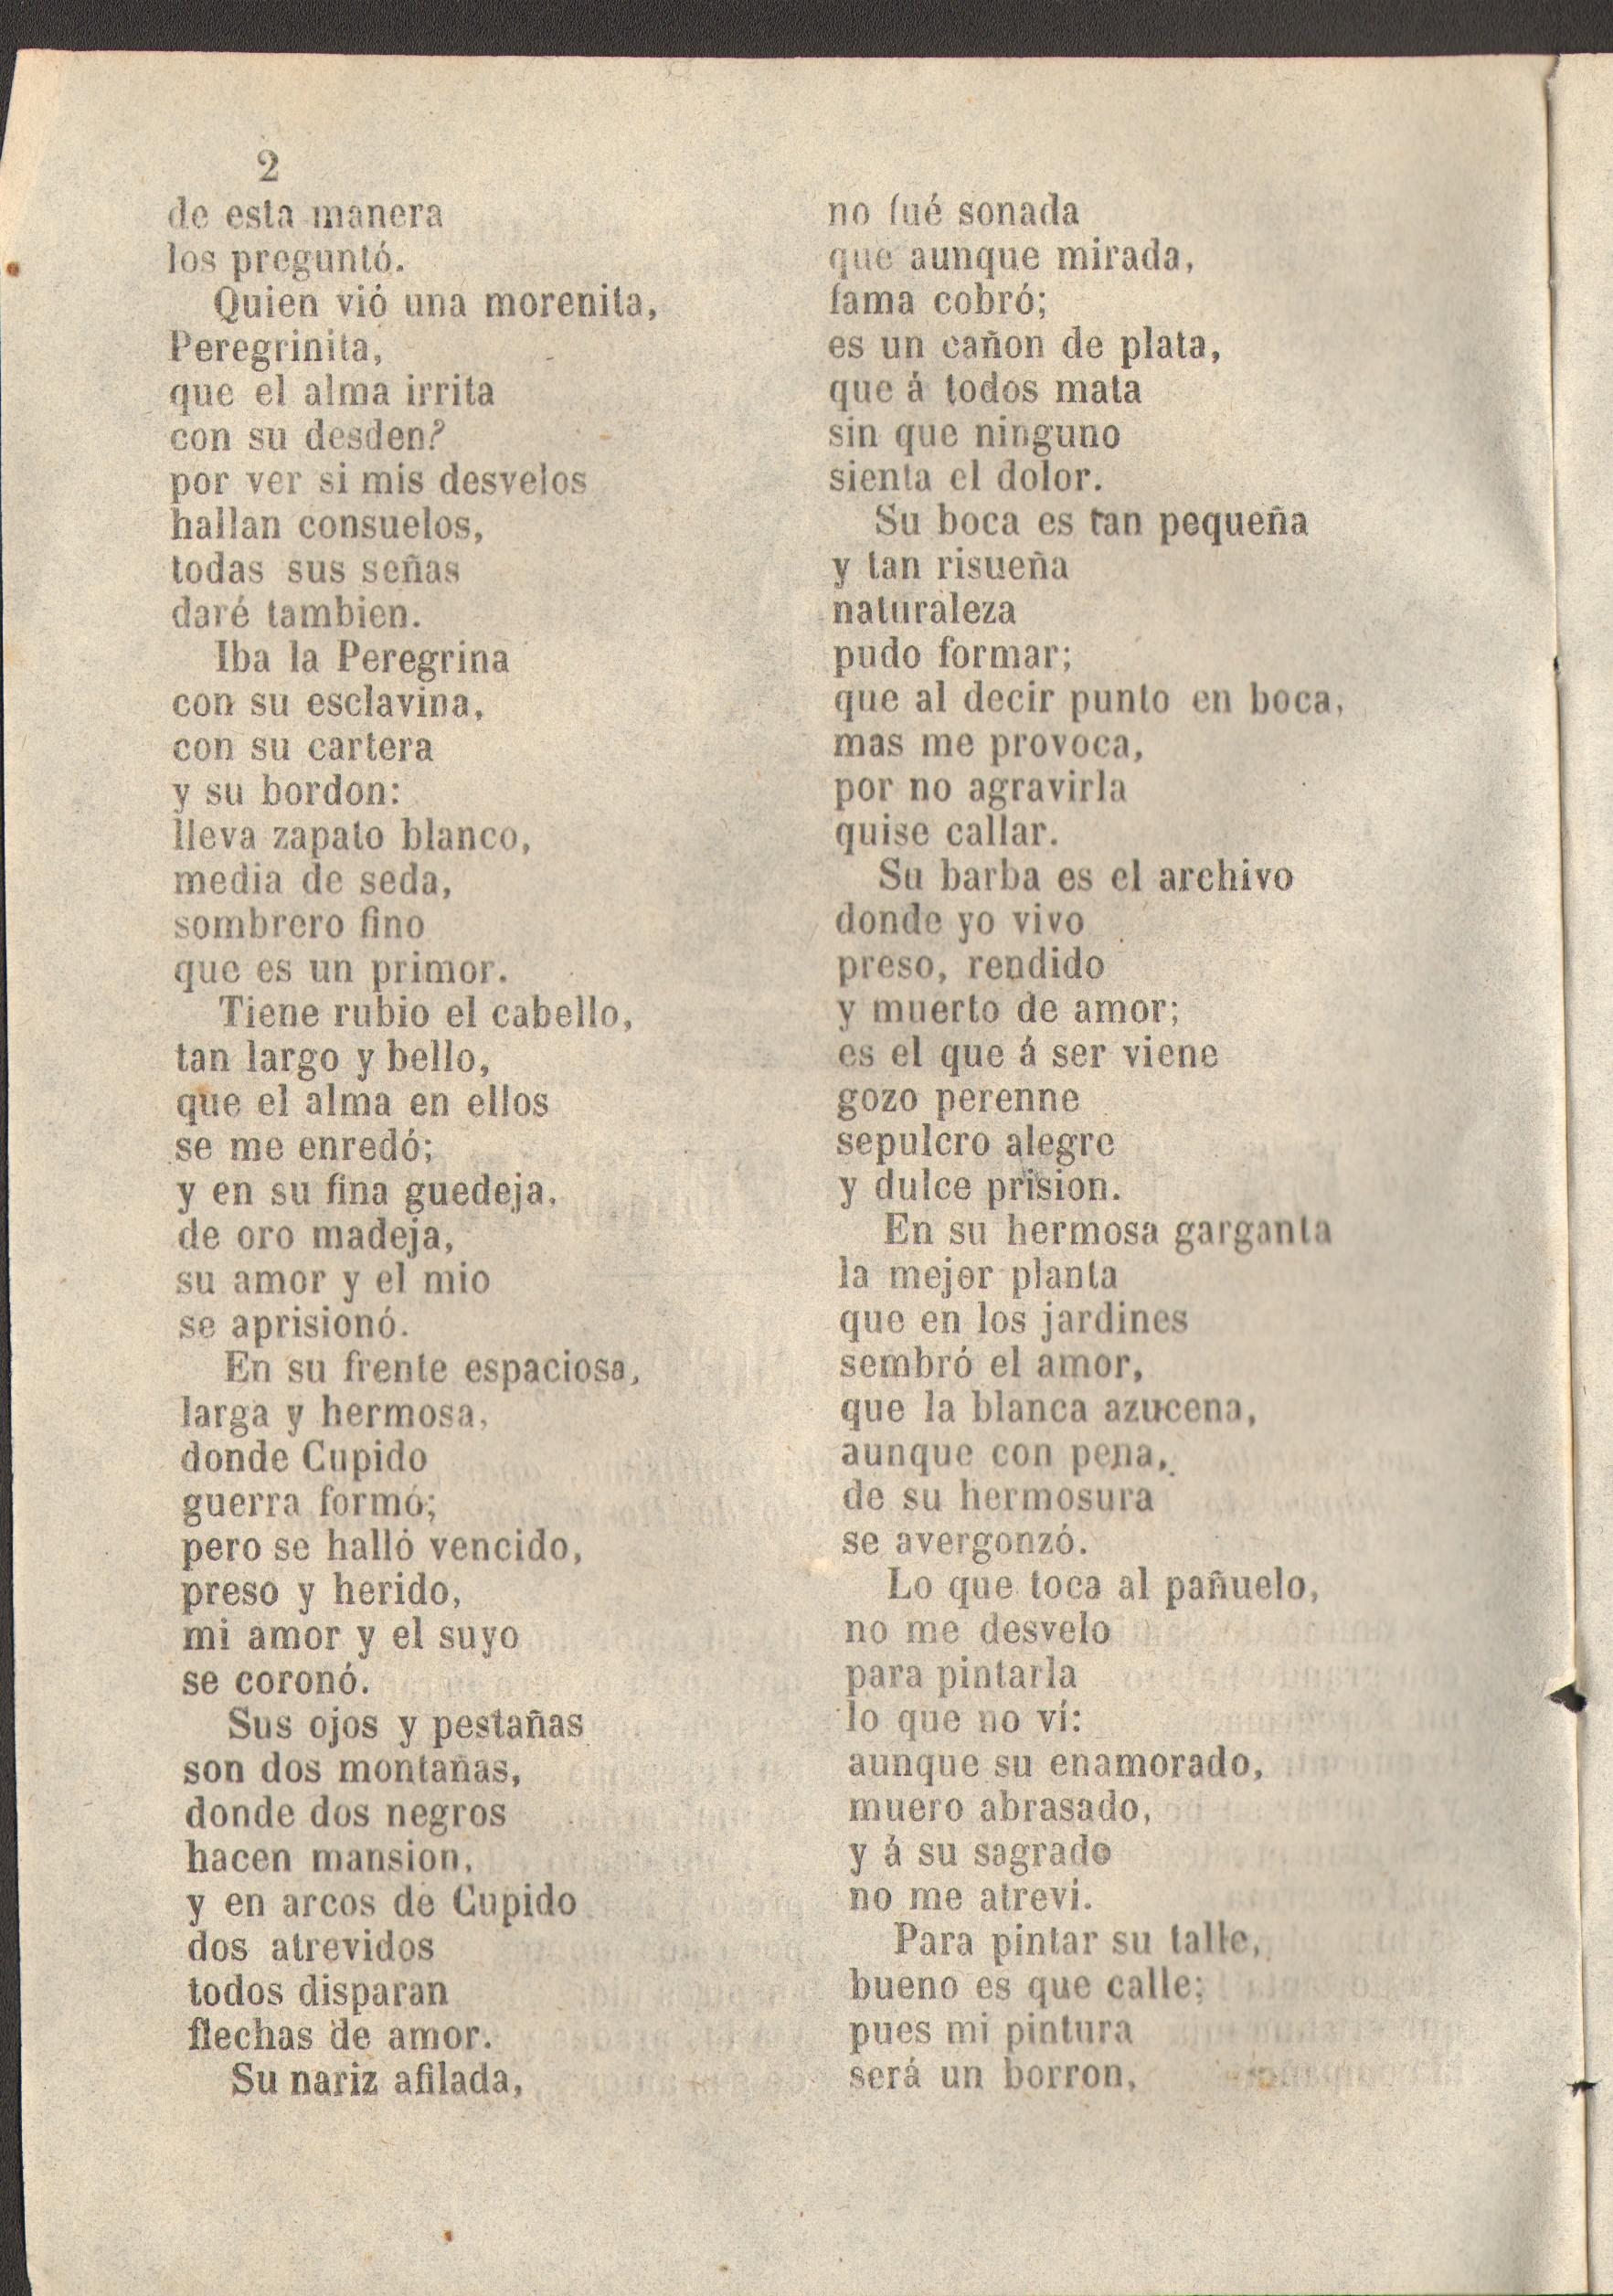 2
de esta manera
los preguntó.
Quien vió una morenita,
Peregrinita,
que el alma irrita
con su desden?
por ver si mis desvelos
hallan consuelos,
todas sus señas
daré tambien.
Iba la Peregrina
con su esclavina,
con su cartera
y su bordon:
lleva zapato blanco,
media de seda,
sombrero fino
que es un primor.
Tiene rubio el cabello,
tan largo y bello,
que el alma en ellos
se me enredó;
y en su fina guedeja,
de oro madeja,
su amor y el mio
se aprisionó.
En su frente espaciosa,
larga y hermosa,
donde Cupido
guerra formó;
pero se halló vencido,
preso y herido,
mi amor y el suyo
se coronó.
Sus ojos y pestañas
son dos montañas,
donde dos negros
hacen mansion,
y en arcos de Cupido
dos atrevidos
todos disparan
flechas de amor.
Su nariz afilada,
no fué sonada
que aunque mirada,
fama cobró;
es un cañon de plata,
que á todos mata
sin que ninguno
sienta el dolor.
Su boca es tan pequeña
y tan risueña
naturaleza
pudo formar;
que al decir punto en boca,
mas me provoca,
por no agravirla
quise callar.
Su barba es el archivo
donde yo vivo
preso, rendido
y muerto de amor;
es el que á ser viene
gozo perenne
sepulcro alegre
y dulce prision.
En su hermosa garganta
la mejor planta
que en los jardines
sembró el amor,
que la blanca azucena,
aunque con pena,
de su hermosura
se avergonzó.
Lo que toca al pañuelo,
no me desvelo
para pintarla
lo que no ví:
aunque su enamorado,
muero abrasado,
y á su sagrado
no me atreví.
Para pintar su talle,
bueno es que calle;
pues mi pintura
será un borron,